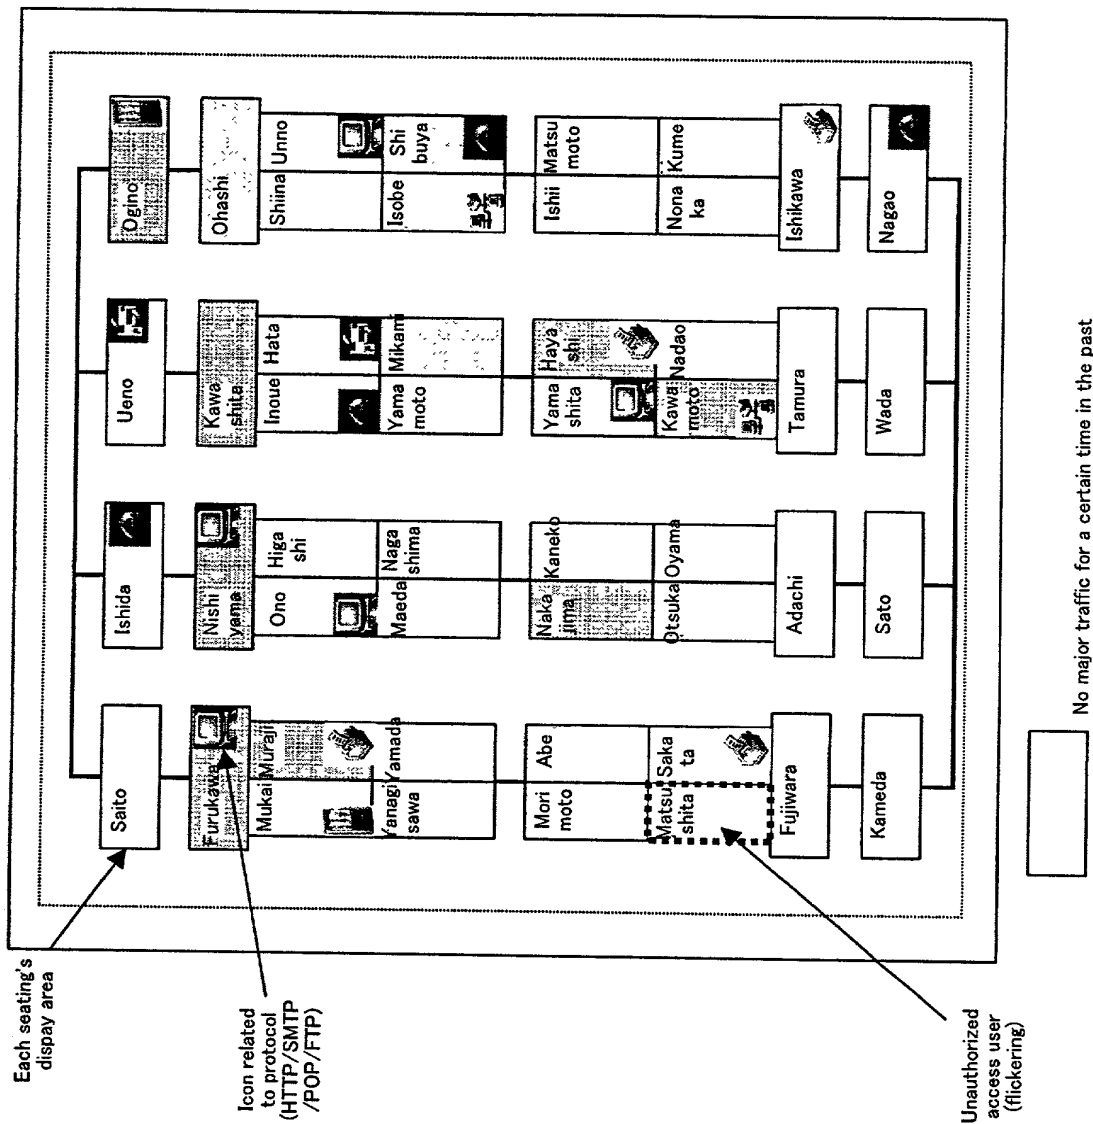 Each seating's
dispay area
Saito
Ishida
Ueno
Ogino
Furukawa
Nishi
yama
Kawa
shita
Ohashi
Icon related
to protocol
(HTTP/SMTP
/POP/FTP)
Mukai
Muraji
Ono
Higa
shi
Inoue
Hata
Shiina
Unno
Yanagi
sawa
Yamada
Maeda
Naga
shima
Yama
moto
Mikami
Isobe
Shi
buya
Mori
moto
Abe
Naka
jima
Kaneko
Yama
shita
Haya
shi
Ishii
Matsu
moto
Matsu
shita
Saka
ta
Otsuka
Oyama
Kawa
moto
Nadao
Nona
ka
Kume
Fujiwara
Adachi
Tamura
Ishikawa
Kameda
Sato
Wada
Nagao
Unauthorized
access user
(flickering)
No major traffic for a certain time in the past